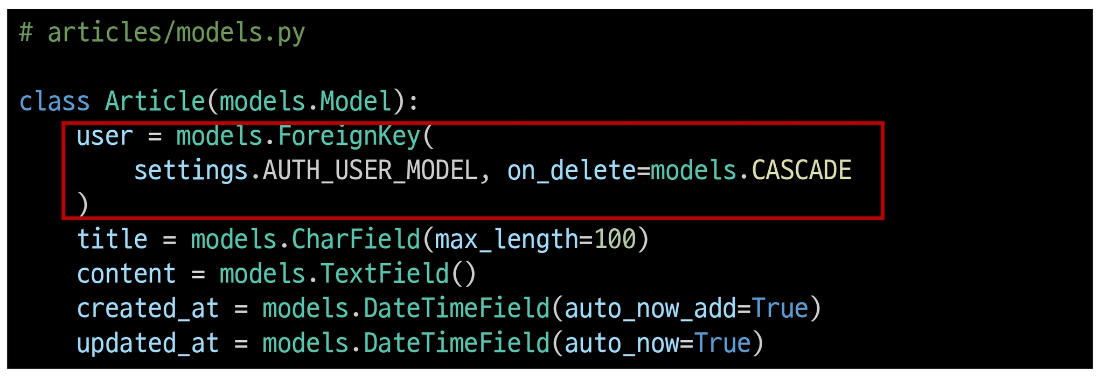 # articles/models.py
class Article(models.Model):
    user = models.ForeignKey(
        settings.AUTH_USER_MODEL, on_delete=models.CASCADE
    )
    title = models.CharField(max_length=100)
    content = models.TextField()
    created_at = models.DateTimeField(auto_now_add=True)
    updated_at = models.DateTimeField(auto_now=True)